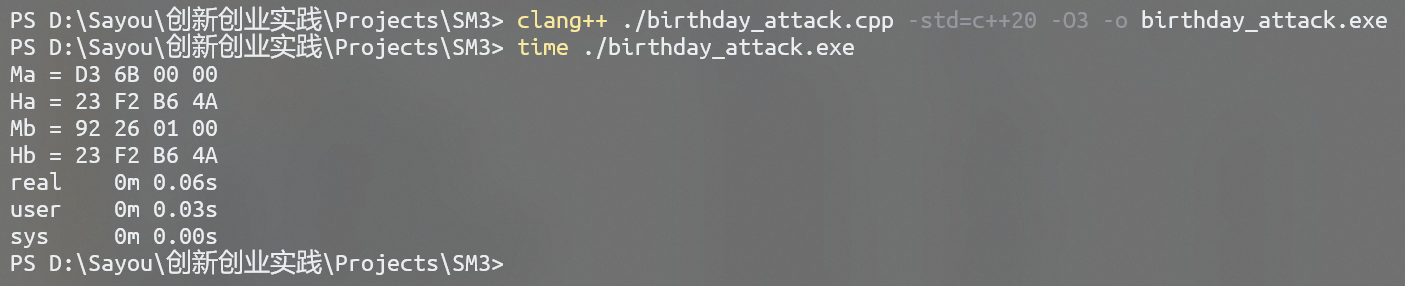 PS D:\Sayou\创新创业实践\Projects\SM3> clang++ ./birthday_attack.cpp -std=c++20 -O3 -o birthday_attack.exe
PS D:\Sayou\创新创业实践\Projects\SM3> time ./birthday_attack.exe
Ma = D3 6B 00 00
Ha = 23 F2 B6 4A
Mb = 92 26 01 00
Hb = 23 F2 B6 4A
real    0m 0.06s
user    0m 0.03s
sys     0m 0.00s
PS D:\Sayou\创新创业实践\Projects\SM3>